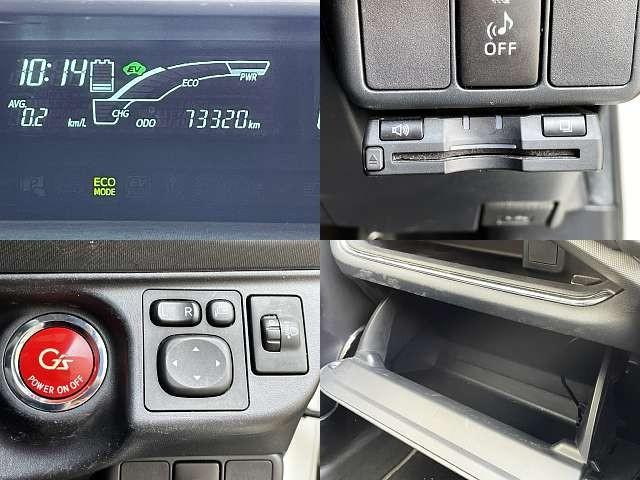 10:14 EV
ECO PWR
AVG. 0.2 km/L CHG ODO 73320 km
ECO MODE
OFF
G's
POWER ON OFF
R